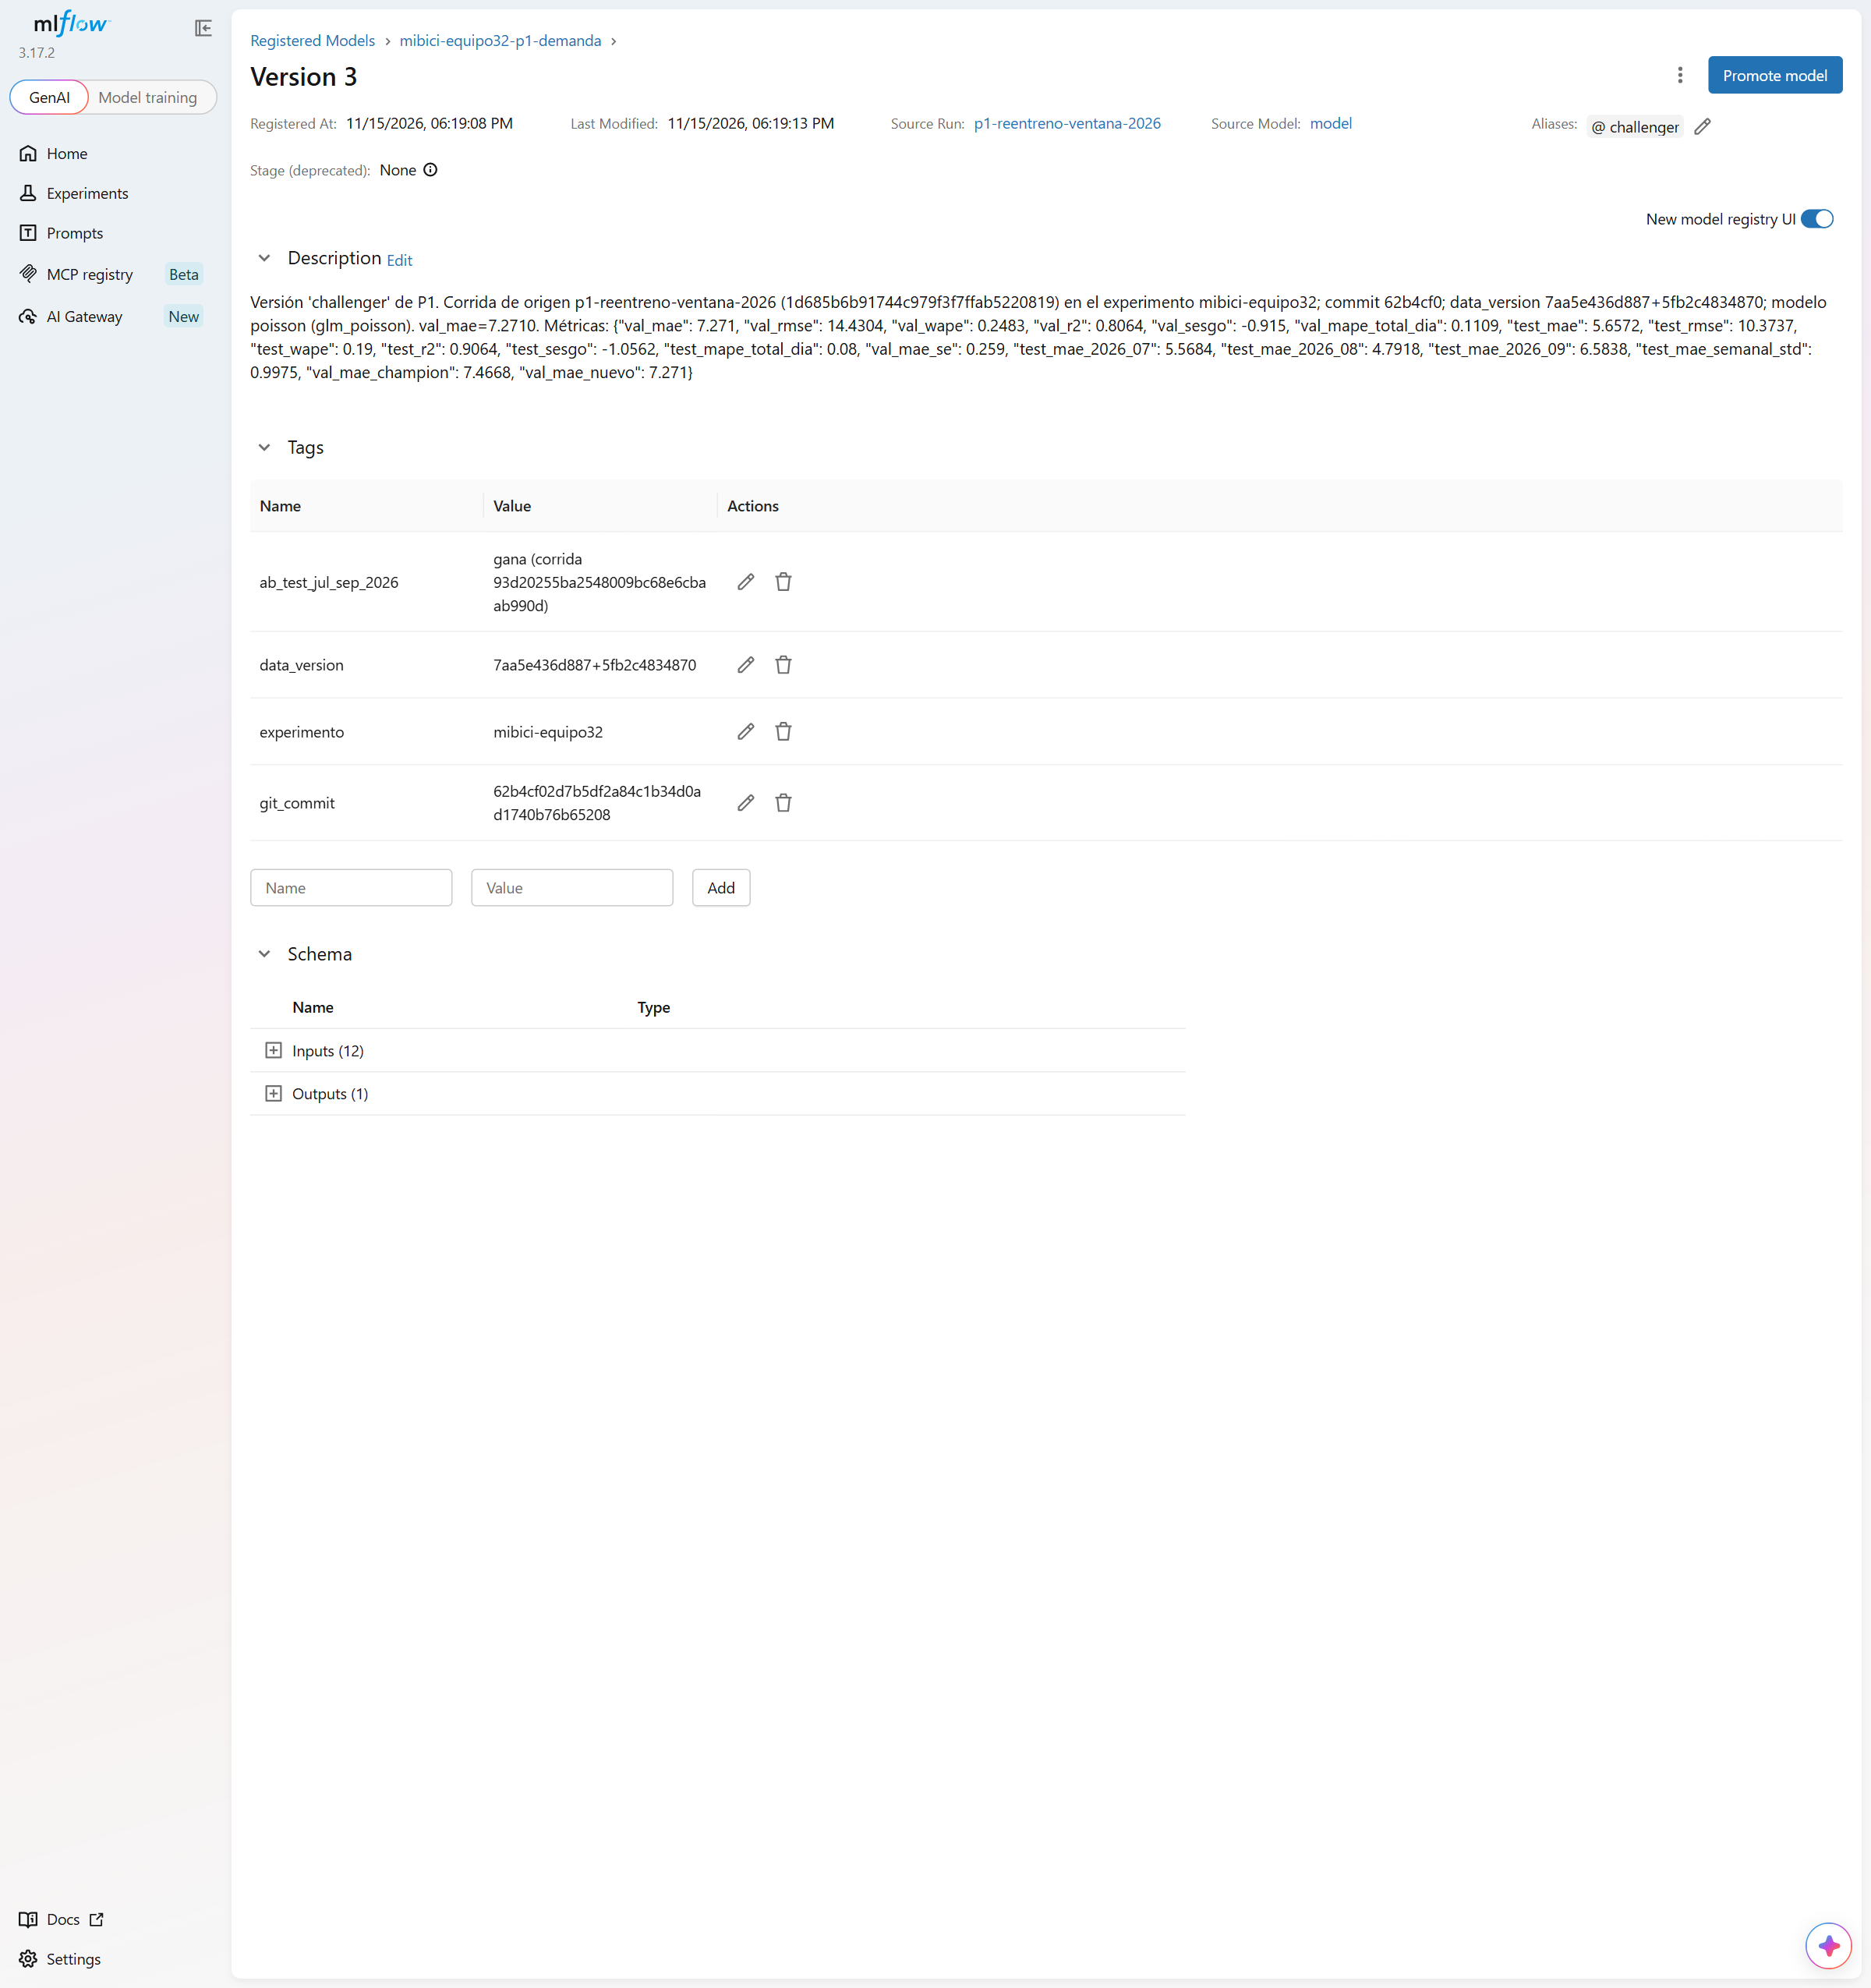 mlflow
3.17.2
GenAI
Model training
Home
Experiments
Prompts
MCP registry Beta
AI Gateway New
Docs
Settings
Registered Models › mibici-equipo32-p1-demanda ›
Version 3
Promote model
Registered At: 11/15/2026, 06:19:08 PM
Last Modified: 11/15/2026, 06:19:13 PM
Source Run: p1-reentreno-ventana-2026
Source Model: model
Aliases: @ challenger
Stage (deprecated): None
New model registry UI
Description Edit
Versión 'challenger' de P1. Corrida de origen p1-reentreno-ventana-2026 (1d685b6b91744c979f3f7ffab5220819) en el experimento mibici-equipo32; commit 62b4cf0; data_version 7aa5e436d887+5fb2c4834870; modelo
poisson (glm_poisson). val_mae=7.2710. Métricas: {"val_mae": 7.271, "val_rmse": 14.4304, "val_wape": 0.2483, "val_r2": 0.8064, "val_sesgo": -0.915, "val_mape_total_dia": 0.1109, "test_mae": 5.6572, "test_rmse": 10.3737,
"test_wape": 0.19, "test_r2": 0.9064, "test_sesgo": -1.0562, "test_mape_total_dia": 0.08, "val_mae_se": 0.259, "test_mae_2026_07": 5.5684, "test_mae_2026_08": 4.7918, "test_mae_2026_09": 6.5838, "test_mae_semanal_std":
0.9975, "val_mae_champion": 7.4668, "val_mae_nuevo": 7.271}
Tags
Name Value Actions
ab_test_jul_sep_2026
gana (corrida
93d20255ba2548009bc68e6cba
ab990d)
data_version 7aa5e436d887+5fb2c4834870
experimento mibici-equipo32
git_commit
62b4cf02d7b5df2a84c1b34d0a
d1740b76b65208
Name Value Add
Schema
Name Type
Inputs (12)
Outputs (1)